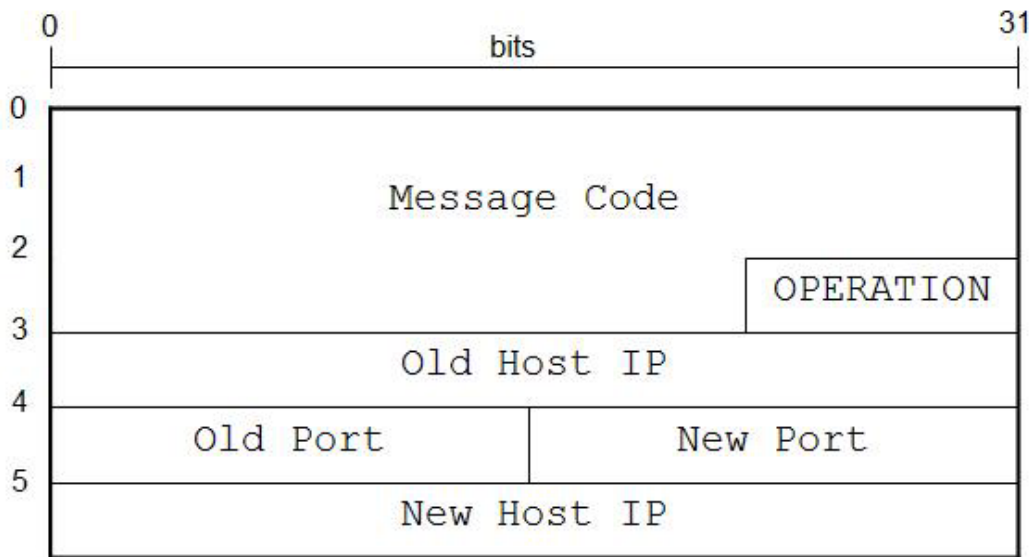 0 31
bits
0
1
Message Code
2
OPERATION
3
Old Host IP
4
Old Port New Port
5
New Host IP